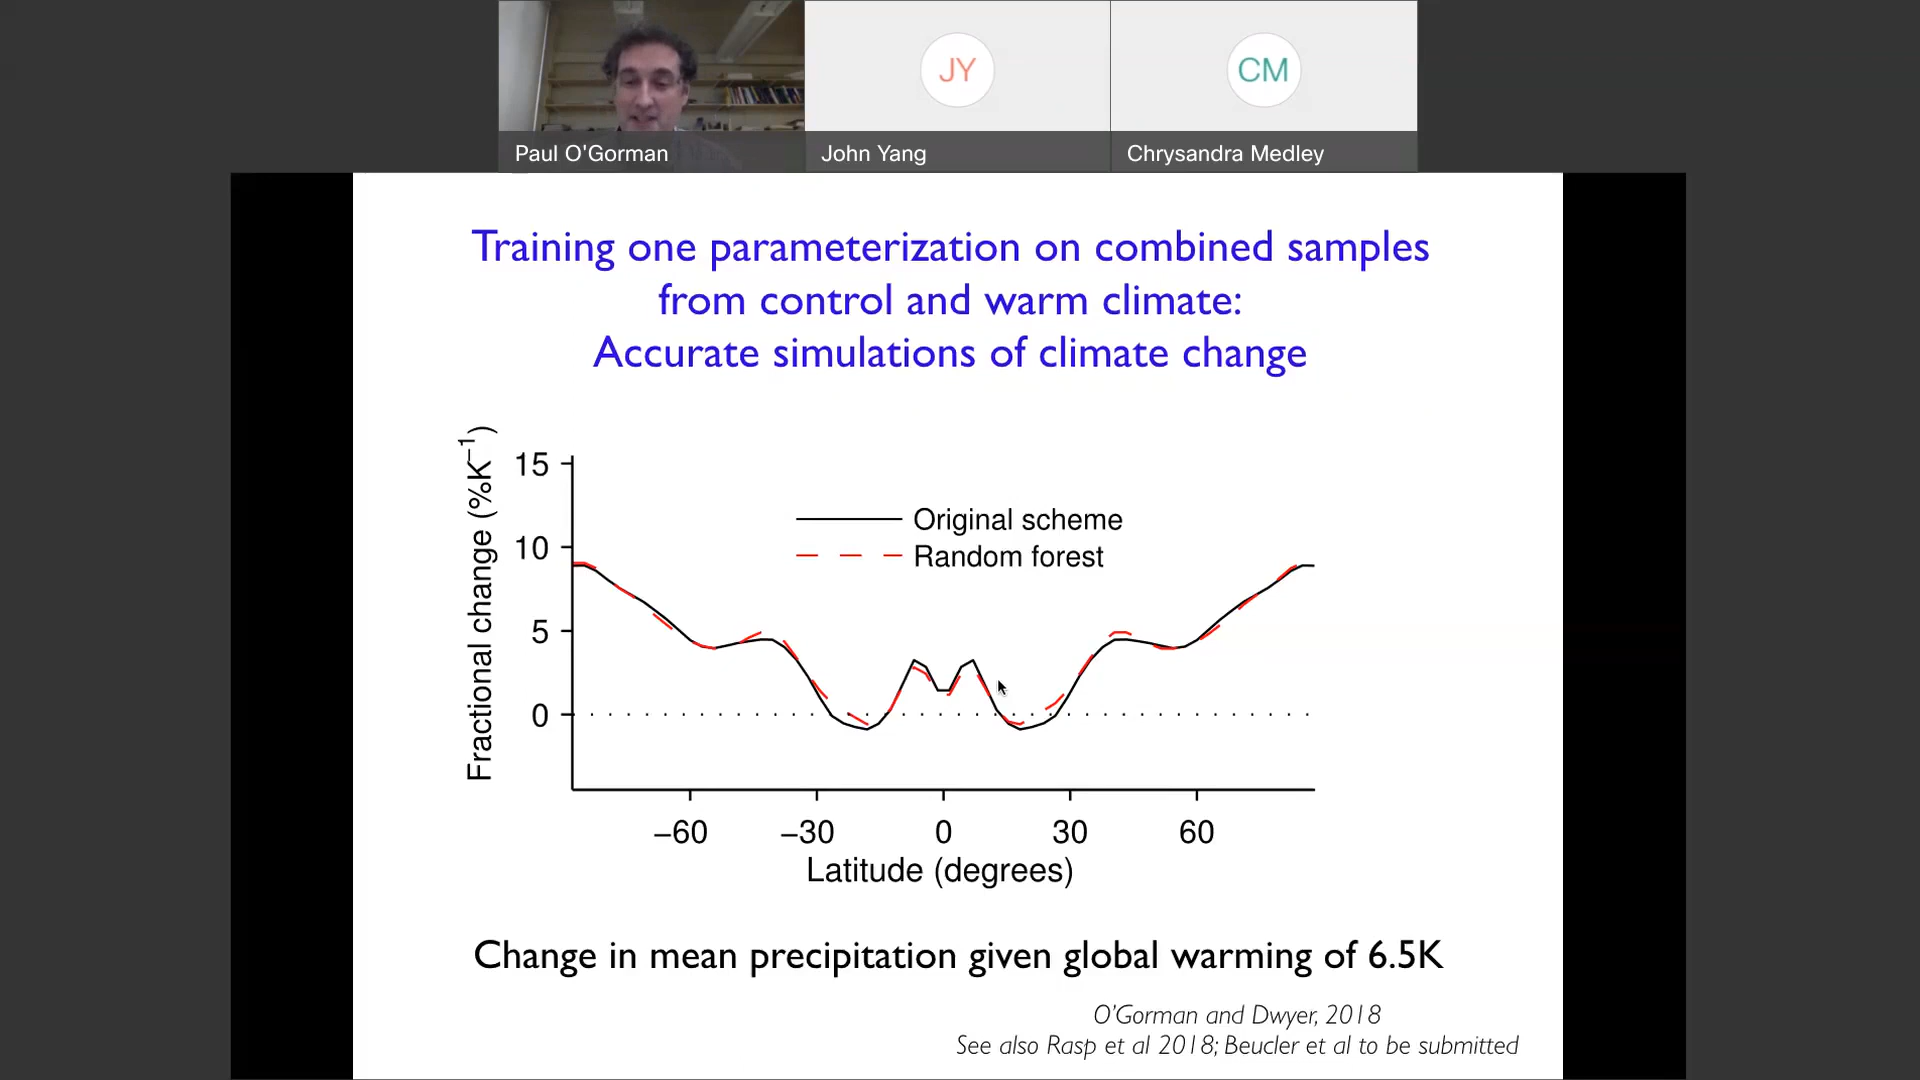 JY
CM
Paul O'Gorman
John Yang
Chrysandra Medley
Training one parameterization on combined samples
from control and warm climate:
Accurate simulations of climate change
Fractional change (%K⁻¹)
15
10
5
0
Original scheme
Random forest
−60
−30
0
30
60
Latitude (degrees)
Change in mean precipitation given global warming of 6.5K
O'Gorman and Dwyer, 2018
See also Rasp et al 2018; Beucler et al to be submitted